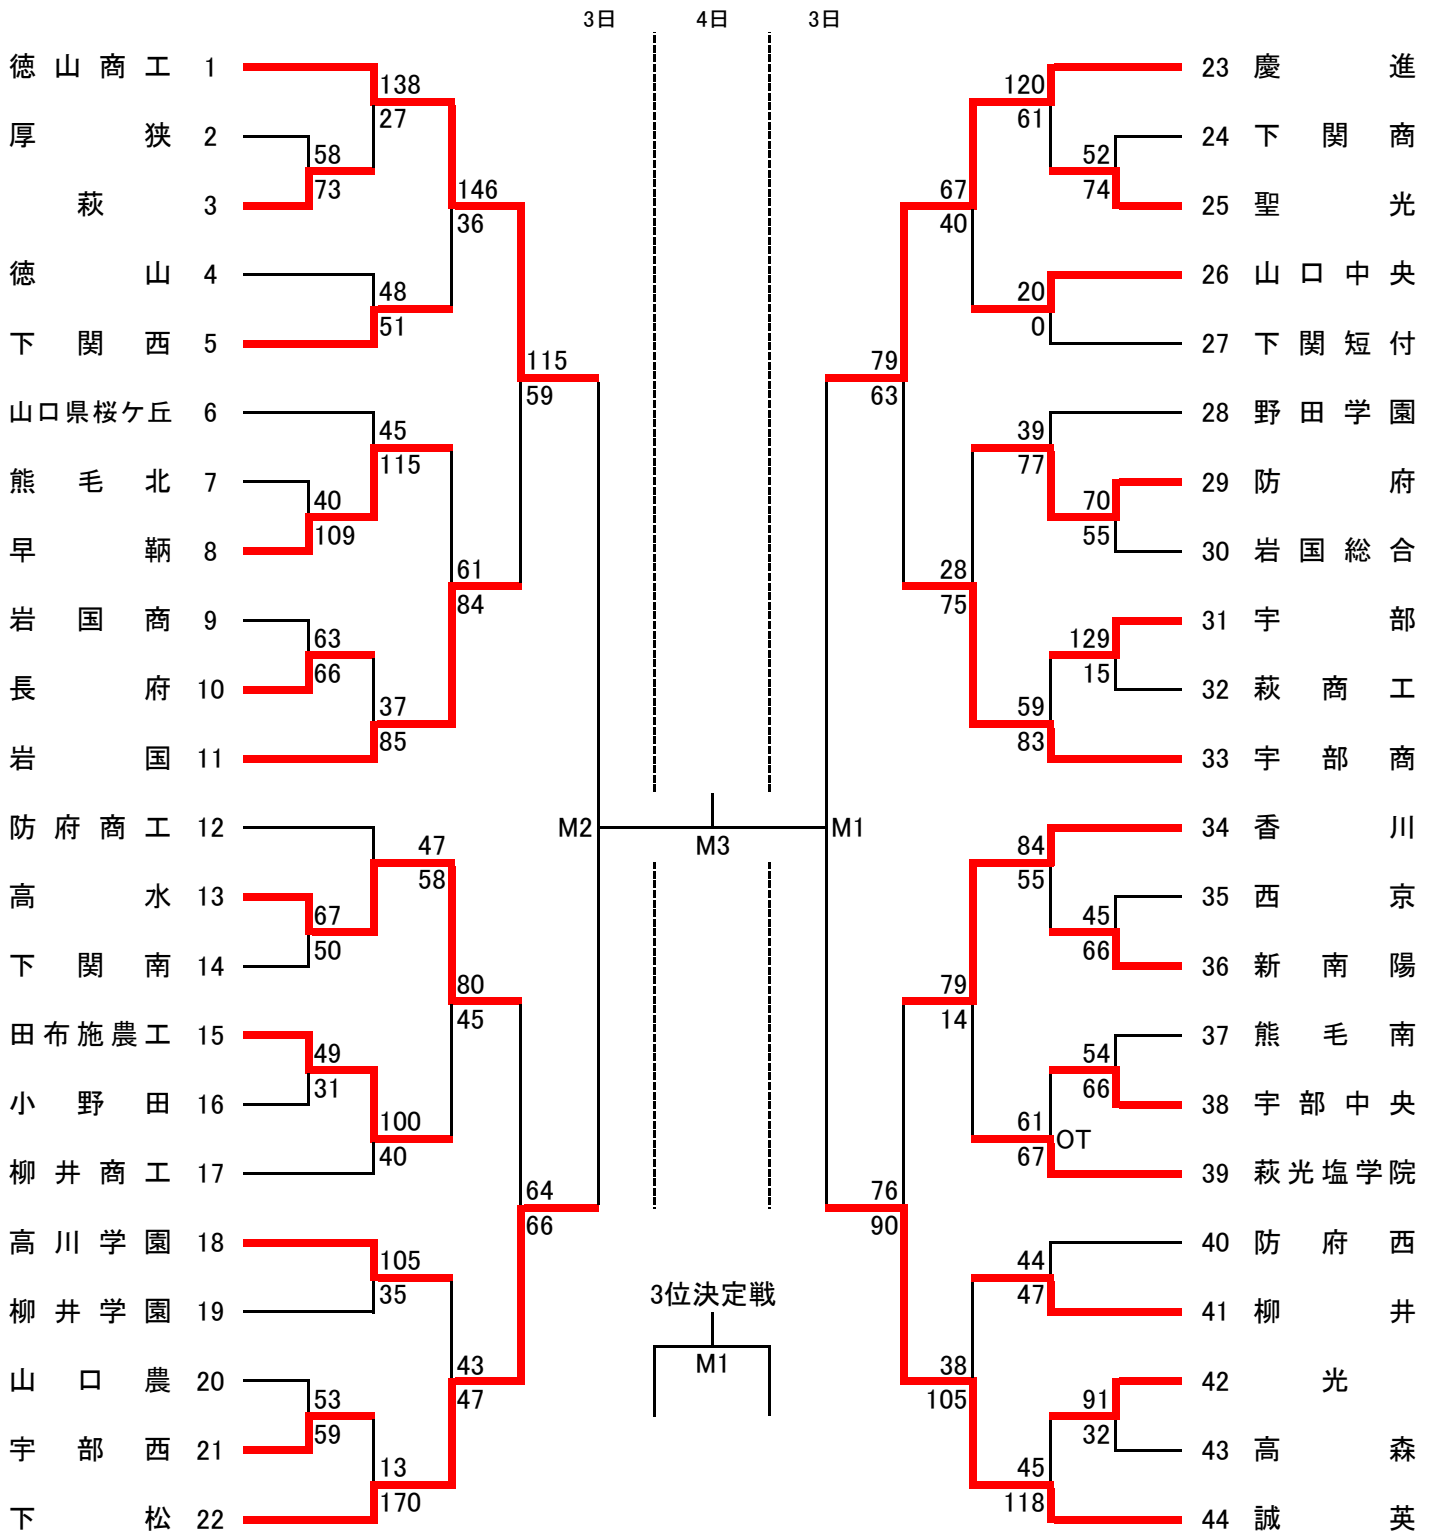 3日 4日 3日
徳山商工 1
138
27
厚狭 2
58
73
萩 3
146
36
徳山 4
48
51
下関西 5
115
59
山口県桜ケ丘 6
45
115
熊毛北 7
40
109
早鞆 8
61
84
岩国商 9
63
66
長府 10
37
85
岩国 11
防府商工 12
47
58
高水 13
67
50
下関南 14
80
45
田布施農工 15
49
31
小野田 16
100
40
柳井商工 17
64
66
高川学園 18
105
35
柳井学園 19
43
47
山口農 20
53
59
宇部西 21
13
170
下松 22
M2
M3
M1
3位決定戦
M1
23 慶進
120
61
24 下関商
52
74
25 聖光
67
40
26 山口中央
20
0
27 下関短付
79
63
28 野田学園
39
77
29 防府
70
55
30 岩国総合
28
75
31 宇部
129
15
32 萩商工
59
83
33 宇部商
34 香川
84
55
35 西京
45
66
36 新南陽
79
14
37 熊毛南
54
66
38 宇部中央
61
OT
67
39 萩光塩学院
76
90
40 防府西
44
47
41 柳井
38
105
42 光
91
32
43 高森
45
118
44 誠英